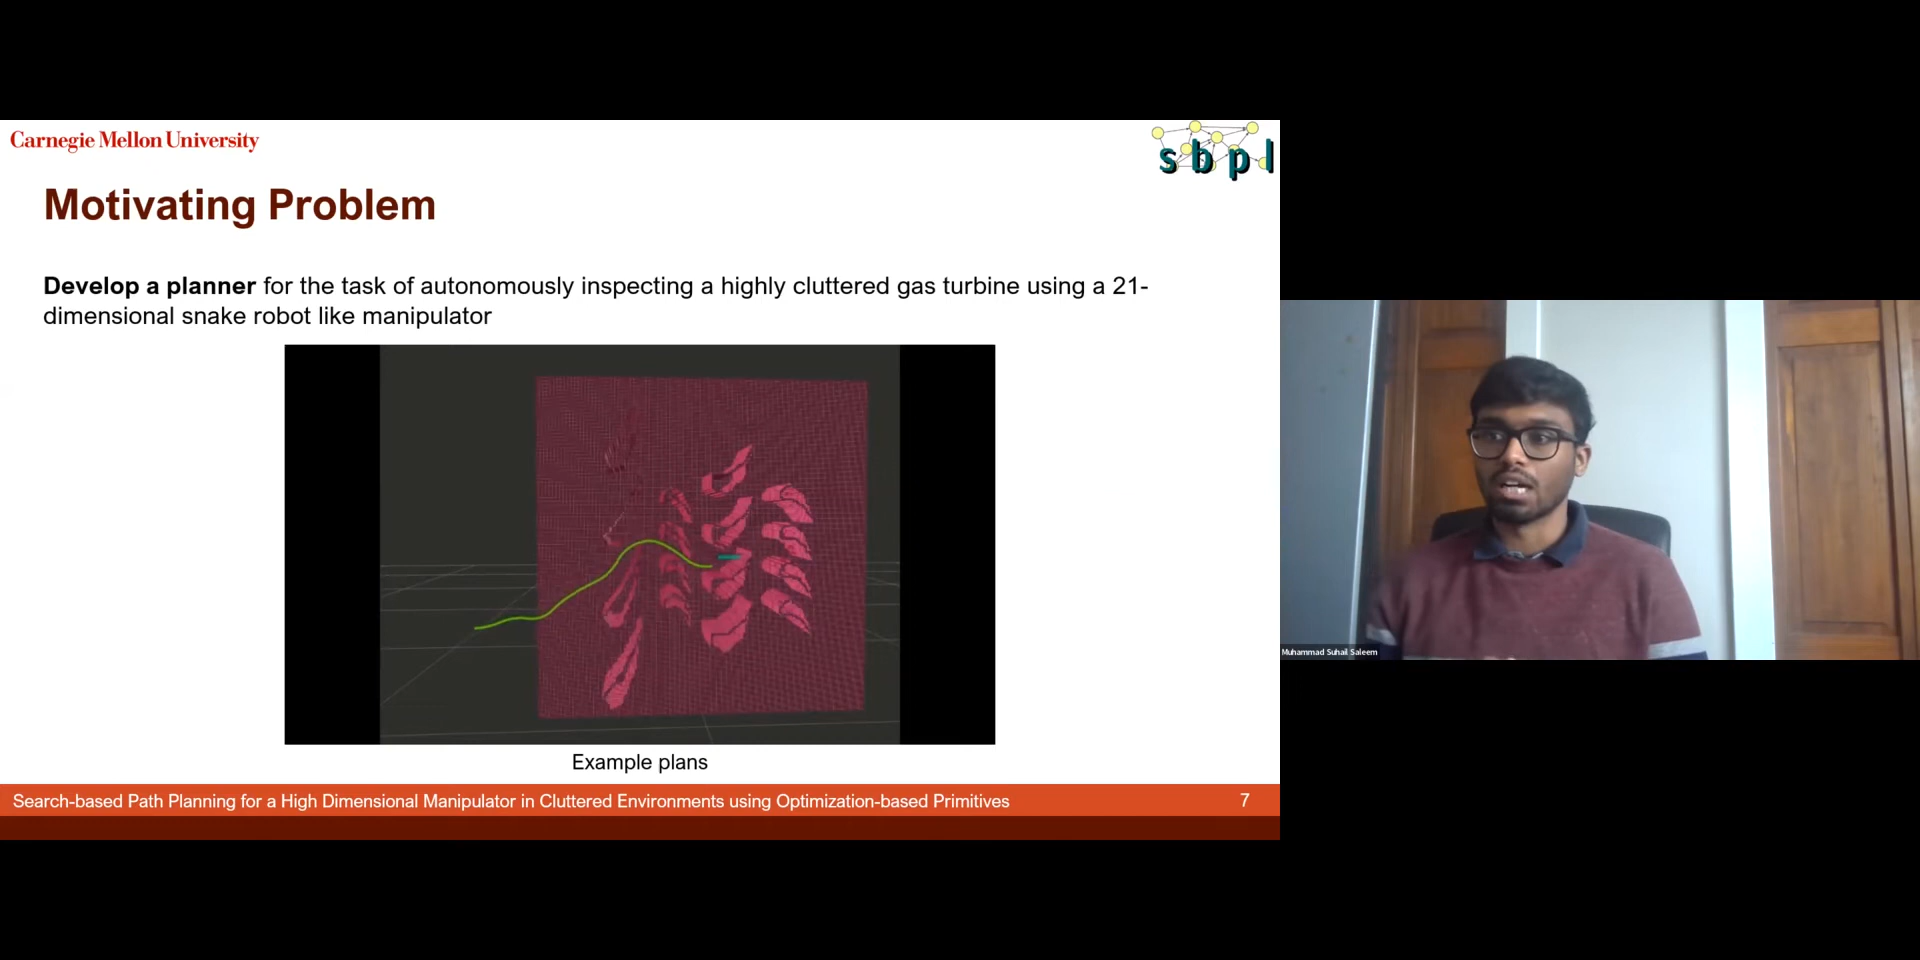 Carnegie Mellon University
sbpl
Motivating Problem
Develop a planner for the task of autonomously inspecting a highly cluttered gas turbine using a 21-
dimensional snake robot like manipulator
Example plans
Search-based Path Planning for a High Dimensional Manipulator in Cluttered Environments using Optimization-based Primitives
7
Muhammad Suhail Saleem